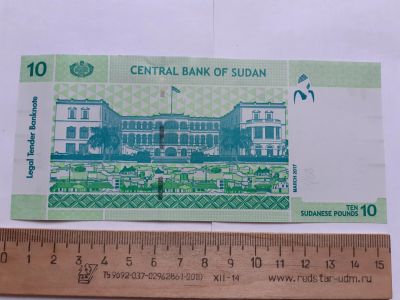 10
CENTRAL BANK OF SUDAN
Legal Tender Banknote
MARCH 2017
TEN
SUDANESE POUNDS 10
0 1 2 3 4 5 6 7 8 9 10 11 12 13 14 15
XII-14
www.redstar-udm.ru